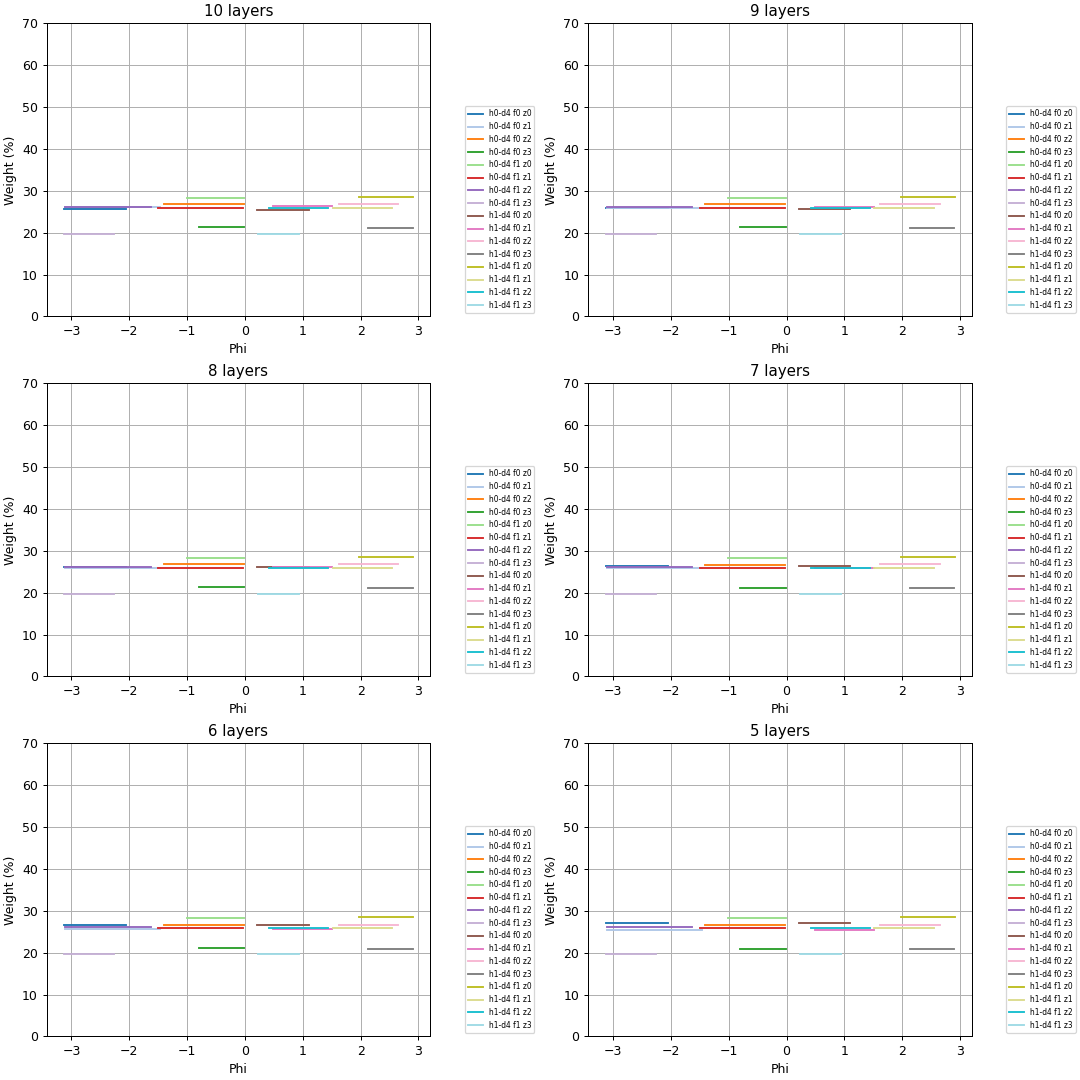 10 layers
70
60
50
40
30
20
10
0
Weight (%)
−3 −2 −1 0 1 2 3
Phi
h0-d4 f0 z0
h0-d4 f0 z1
h0-d4 f0 z2
h0-d4 f0 z3
h0-d4 f1 z0
h0-d4 f1 z1
h0-d4 f1 z2
h0-d4 f1 z3
h1-d4 f0 z0
h1-d4 f0 z1
h1-d4 f0 z2
h1-d4 f0 z3
h1-d4 f1 z0
h1-d4 f1 z1
h1-d4 f1 z2
h1-d4 f1 z3
9 layers
70
60
50
40
30
20
10
0
Weight (%)
−3 −2 −1 0 1 2 3
Phi
h0-d4 f0 z0
h0-d4 f0 z1
h0-d4 f0 z2
h0-d4 f0 z3
h0-d4 f1 z0
h0-d4 f1 z1
h0-d4 f1 z2
h0-d4 f1 z3
h1-d4 f0 z0
h1-d4 f0 z1
h1-d4 f0 z2
h1-d4 f0 z3
h1-d4 f1 z0
h1-d4 f1 z1
h1-d4 f1 z2
h1-d4 f1 z3
8 layers
70
60
50
40
30
20
10
0
Weight (%)
−3 −2 −1 0 1 2 3
Phi
h0-d4 f0 z0
h0-d4 f0 z1
h0-d4 f0 z2
h0-d4 f0 z3
h0-d4 f1 z0
h0-d4 f1 z1
h0-d4 f1 z2
h0-d4 f1 z3
h1-d4 f0 z0
h1-d4 f0 z1
h1-d4 f0 z2
h1-d4 f0 z3
h1-d4 f1 z0
h1-d4 f1 z1
h1-d4 f1 z2
h1-d4 f1 z3
7 layers
70
60
50
40
30
20
10
0
Weight (%)
−3 −2 −1 0 1 2 3
Phi
h0-d4 f0 z0
h0-d4 f0 z1
h0-d4 f0 z2
h0-d4 f0 z3
h0-d4 f1 z0
h0-d4 f1 z1
h0-d4 f1 z2
h0-d4 f1 z3
h1-d4 f0 z0
h1-d4 f0 z1
h1-d4 f0 z2
h1-d4 f0 z3
h1-d4 f1 z0
h1-d4 f1 z1
h1-d4 f1 z2
h1-d4 f1 z3
6 layers
70
60
50
40
30
20
10
0
Weight (%)
−3 −2 −1 0 1 2 3
Phi
h0-d4 f0 z0
h0-d4 f0 z1
h0-d4 f0 z2
h0-d4 f0 z3
h0-d4 f1 z0
h0-d4 f1 z1
h0-d4 f1 z2
h0-d4 f1 z3
h1-d4 f0 z0
h1-d4 f0 z1
h1-d4 f0 z2
h1-d4 f0 z3
h1-d4 f1 z0
h1-d4 f1 z1
h1-d4 f1 z2
h1-d4 f1 z3
5 layers
70
60
50
40
30
20
10
0
Weight (%)
−3 −2 −1 0 1 2 3
Phi
h0-d4 f0 z0
h0-d4 f0 z1
h0-d4 f0 z2
h0-d4 f0 z3
h0-d4 f1 z0
h0-d4 f1 z1
h0-d4 f1 z2
h0-d4 f1 z3
h1-d4 f0 z0
h1-d4 f0 z1
h1-d4 f0 z2
h1-d4 f0 z3
h1-d4 f1 z0
h1-d4 f1 z1
h1-d4 f1 z2
h1-d4 f1 z3